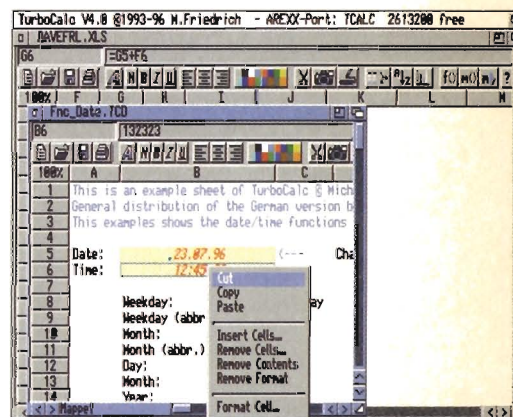 TurboCalc V4.0 ©1993-96 M.Friedrich - AREXX-Port: TCALC 2613200 free
NAVEFRL.XLS
G6 =G5+F6
A N B I U
100% F G H I J K L M
Fnc_Date.TCD
B6 132323
A N B I U
100% A B C
1 This is an example sheet of TurboCalc © Mich
2 General distribution of the German version b
3 This examples shows the date/time functions
4
5 Date: 23.07.96 <--- Cha
6 Time: 12:45
7
8 Weekday: ay
9 Weekday (abbr
10 Month:
11 Month (abbr.)
12 Day:
13 Month:
14 Year:
Cut
Copy
Paste
Insert Cells...
Remove Cells...
Remove Contents
Remove Format
Format Cell...
Mappe